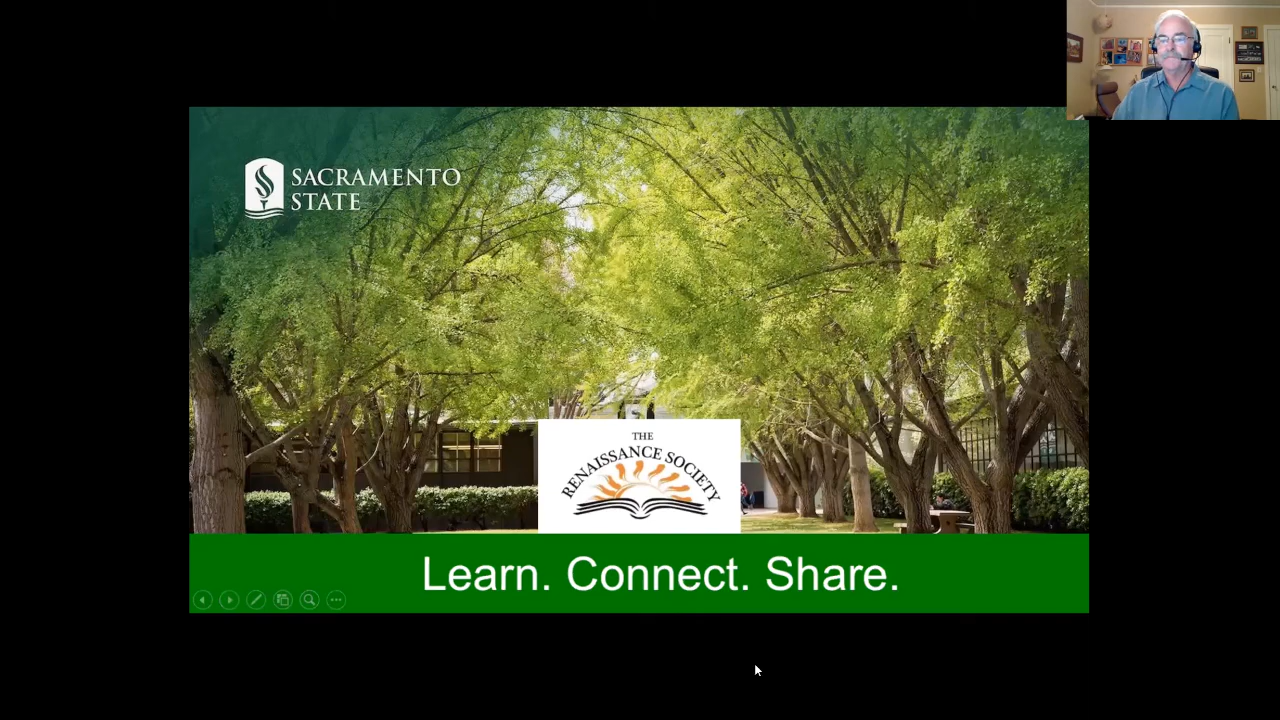 SACRAMENTO
STATE
THE
RENAISSANCE SOCIETY
Learn. Connect. Share.